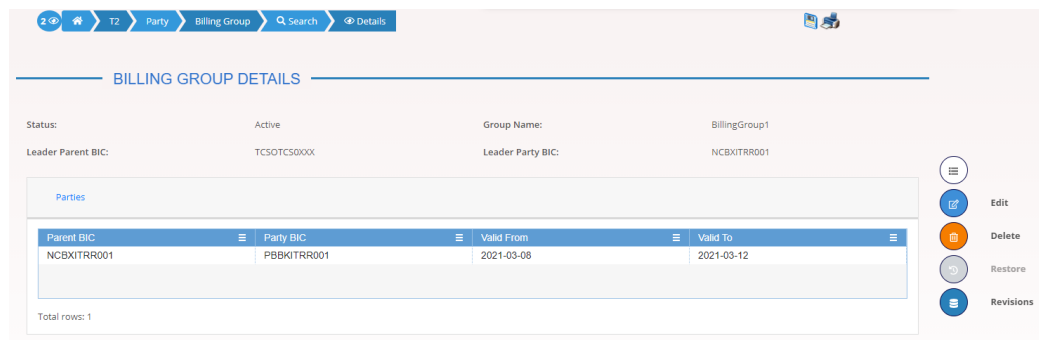 2 T2 Party Billing Group Search Details
BILLING GROUP DETAILS
Status: Active Group Name: BillingGroup1
Leader Parent BIC: TCSOTCS0XXX Leader Party BIC: NCBXITRR001
Parties
Parent BIC Party BIC Valid From Valid To
NCBXITRR001 PBBKITRR001 2021-03-08 2021-03-12
Total rows: 1
Edit
Delete
Restore
Revisions